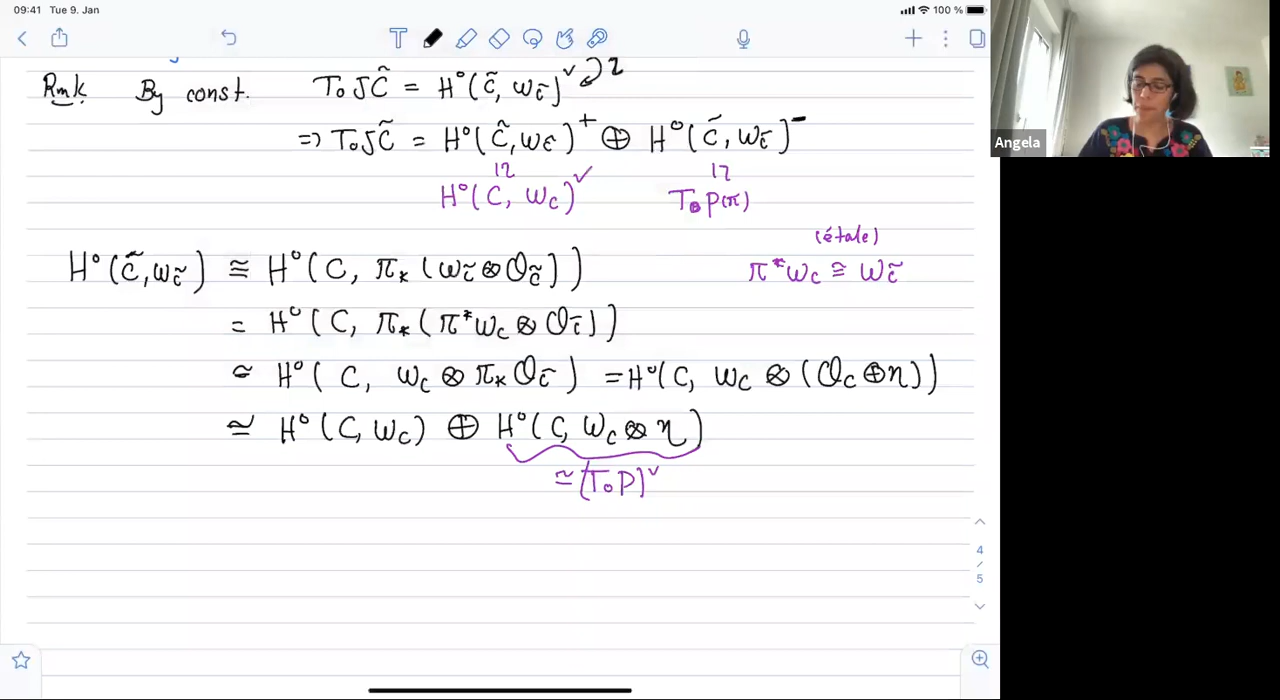 09:41 Tue 9. Jan 100 %
Rmk By const. T₀JC̃ = H⁰(C̃, ω_C̃)^∨ ↩ ι
⇒ T₀JC̃ = H⁰(C̃, ω_C̃)⁺ ⊕ H⁰(C̃, ω_C̃)⁻
≅ ≅
H⁰(C, ω_C)^∨ T₀P(π)
(étale)
H⁰(C̃, ω_C̃) ≅ H⁰(C, π_*(ω_C̃ ⊗ O_C̃)) π^*ω_C ≅ ω_C̃
= H⁰(C, π_*(π^*ω_C ⊗ O_C̃))
≃ H⁰(C, ω_C ⊗ π_*O_C̃) = H⁰(C, ω_C ⊗ (O_C ⊕ η))
≃ H⁰(C, ω_C) ⊕ H⁰(C, ω_C ⊗ η)
≃ (T₀P)^∨
4
/
5
Angela